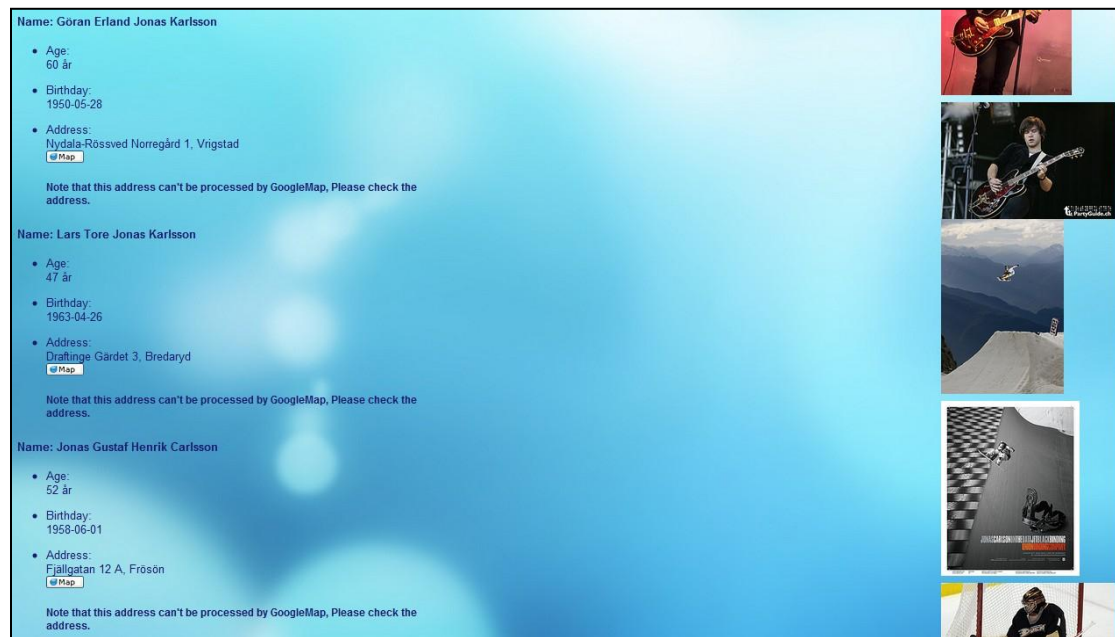 Name: Göran Erland Jonas Karlsson
Age:
60 år
Birthday:
1950-05-28
Address:
Nydala-Rössved Norregård 1, Vrigstad
Map
Note that this address can't be processed by GoogleMap, Please check the
address.
Name: Lars Tore Jonas Karlsson
Age:
47 år
Birthday:
1963-04-26
Address:
Draftinge Gärdet 3, Bredaryd
Map
Note that this address can't be processed by GoogleMap, Please check the
address.
Name: Jonas Gustaf Henrik Carlsson
Age:
52 år
Birthday:
1958-06-01
Address:
Fjällgatan 12 A, Frösön
Map
Note that this address can't be processed by GoogleMap, Please check the
address.
PartyGuide.ch